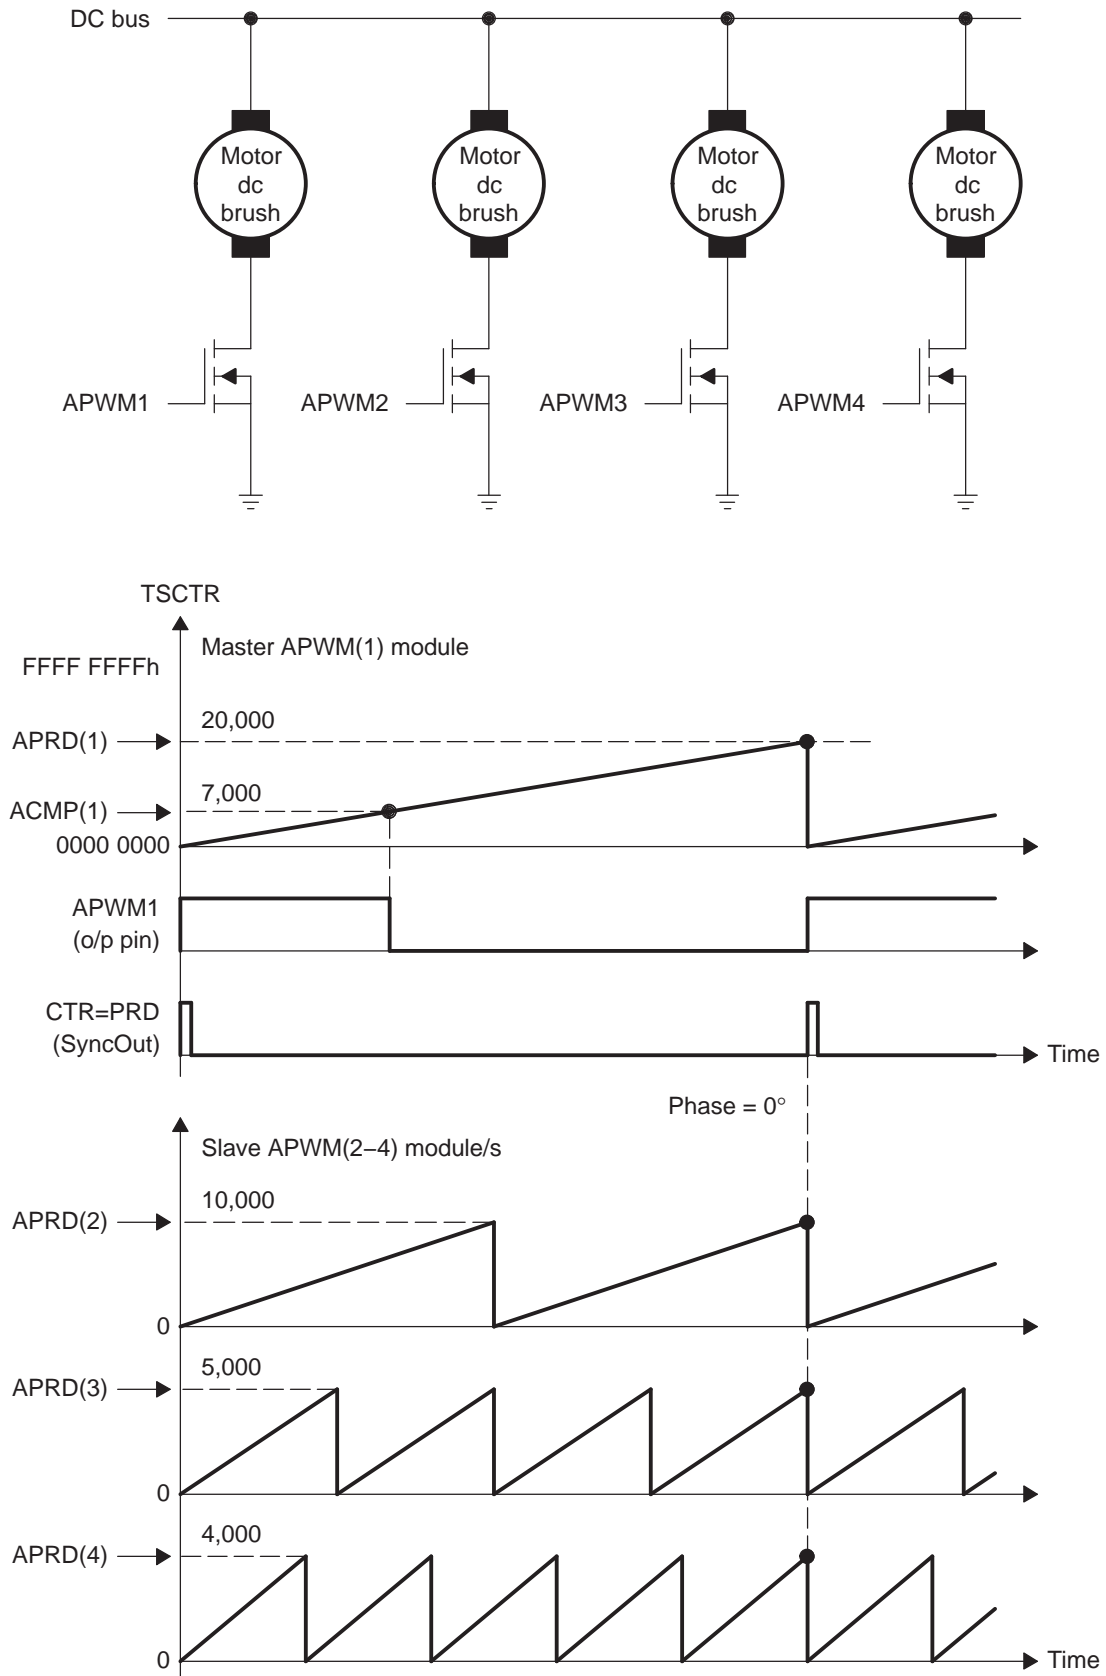 DC bus
Motor
dc
brush
Motor
dc
brush
Motor
dc
brush
Motor
dc
brush
APWM1
APWM2
APWM3
APWM4
TSCTR
Master APWM(1) module
FFFF FFFFh
20,000
APRD(1)
7,000
ACMP(1)
0000 0000
APWM1
(o/p pin)
CTR=PRD
(SyncOut)
Time
Phase = 0°
Slave APWM(2−4) module/s
10,000
APRD(2)
0
5,000
APRD(3)
0
4,000
APRD(4)
0
Time